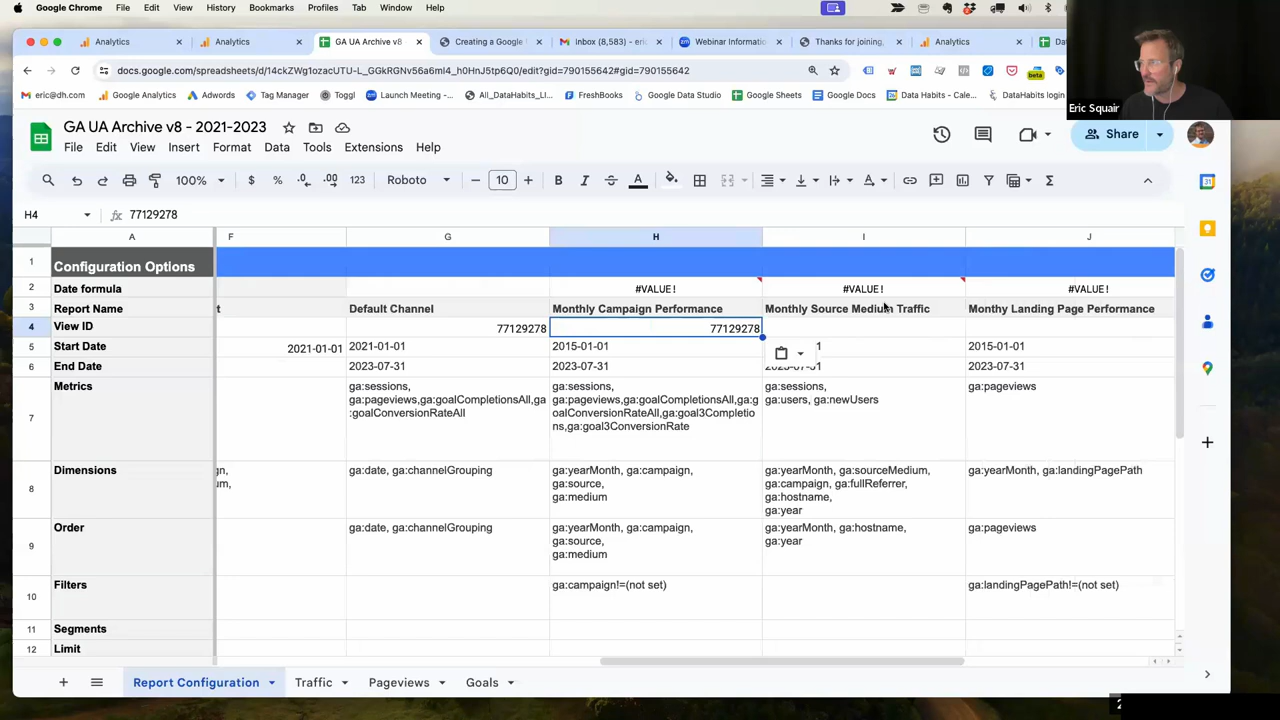 Google Chrome File Edit View History Bookmarks Profiles Tab Window Help
Analytics
Analytics
GA UA Archive v8
Creating a Google
Inbox (8,583) - eric
Webinar Informatio
Thanks for joining,
Analytics
docs.google.com/spreadsheets/d/14ckZWg1ozacUTU-L_GGkRGNv56a6ml4_h0HnJ5tp6Q0/edit?gid=790155642#gid=790155642
beta
eric@dh.com Google Analytics Adwords Tag Manager Toggl Launch Meeting -... All_DataHabits_LI... FreshBooks Google Data Studio Google Sheets Google Docs Data Habits - Cale... DataHabits login
Eric Squair
GA UA Archive v8 - 2021-2023
File Edit View Insert Format Data Tools Extensions Help
Share
100% $ % .0 .00 123 Roboto 10 B I S A
H4 fx 77129278
A F G H I J
1 Configuration Options
2 Date formula #VALUE! #VALUE! #VALUE!
3 Report Name t Default Channel Monthly Campaign Performance Monthly Source Medium Traffic Monthy Landing Page Performance
4 View ID 77129278 77129278
5 Start Date 2021-01-01 2021-01-01 2015-01-01 1 2015-01-01
6 End Date 2023-07-31 2023-07-31 2023-07-31 2023-07-31
7 Metrics
ga:sessions,
ga:pageviews,ga:goalCompletionsAll,ga
:goalConversionRateAll
ga:sessions,
ga:pageviews,ga:goalCompletionsAll,ga:g
oalConversionRateAll,ga:goal3Completio
ns,ga:goal3ConversionRate
ga:sessions,
ga:users, ga:newUsers
ga:pageviews
8 Dimensions
gn,
um,
ga:date, ga:channelGrouping
ga:yearMonth, ga:campaign,
ga:source,
ga:medium
ga:yearMonth, ga:sourceMedium,
ga:campaign, ga:fullReferrer,
ga:hostname,
ga:year
ga:yearMonth, ga:landingPagePath
9 Order
ga:date, ga:channelGrouping
ga:yearMonth, ga:campaign,
ga:source,
ga:medium
ga:yearMonth, ga:hostname,
ga:year
ga:pageviews
10 Filters
ga:campaign!=(not set)
ga:landingPagePath!=(not set)
11 Segments
12 Limit
Report Configuration Traffic Pageviews Goals